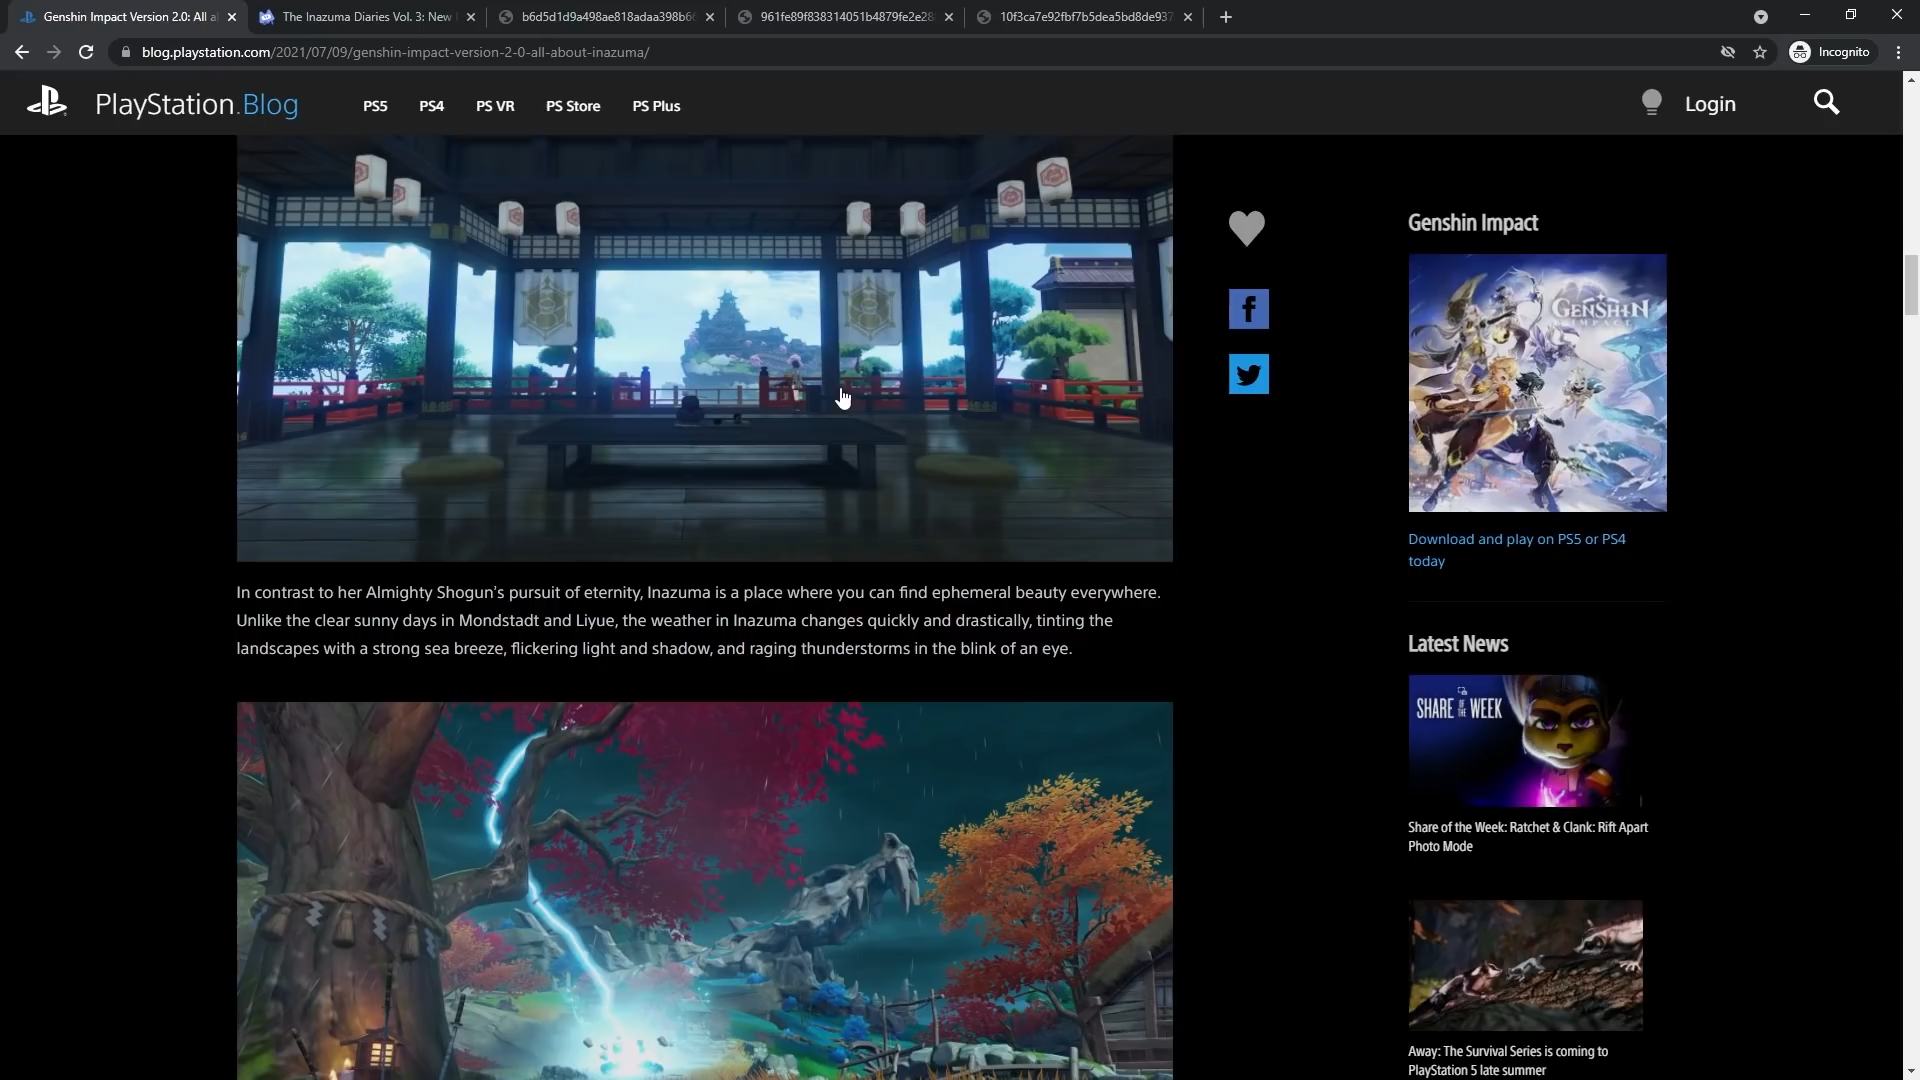 Genshin Impact Version 2.0: All a
The Inazuma Diaries Vol. 3: New
b6d5d1d9a498ae818adaa398b66
961fe89f838314051b4879fe2e28
10f3ca7e92fbf7b5dea5bd8de937
blog.playstation.com/2021/07/09/genshin-impact-version-2-0-all-about-inazuma/
Incognito
PlayStation.Blog
PS5
PS4
PS VR
PS Store
PS Plus
Login
In contrast to her Almighty Shogun's pursuit of eternity, Inazuma is a place where you can find ephemeral beauty everywhere.
Unlike the clear sunny days in Mondstadt and Liyue, the weather in Inazuma changes quickly and drastically, tinting the
landscapes with a strong sea breeze, flickering light and shadow, and raging thunderstorms in the blink of an eye.
Genshin Impact
GENSHIN
IMPACT
Download and play on PS5 or PS4
today
Latest News
SHARE OF THE WEEK
Share of the Week: Ratchet & Clank: Rift Apart
Photo Mode
Away: The Survival Series is coming to
PlayStation 5 late summer